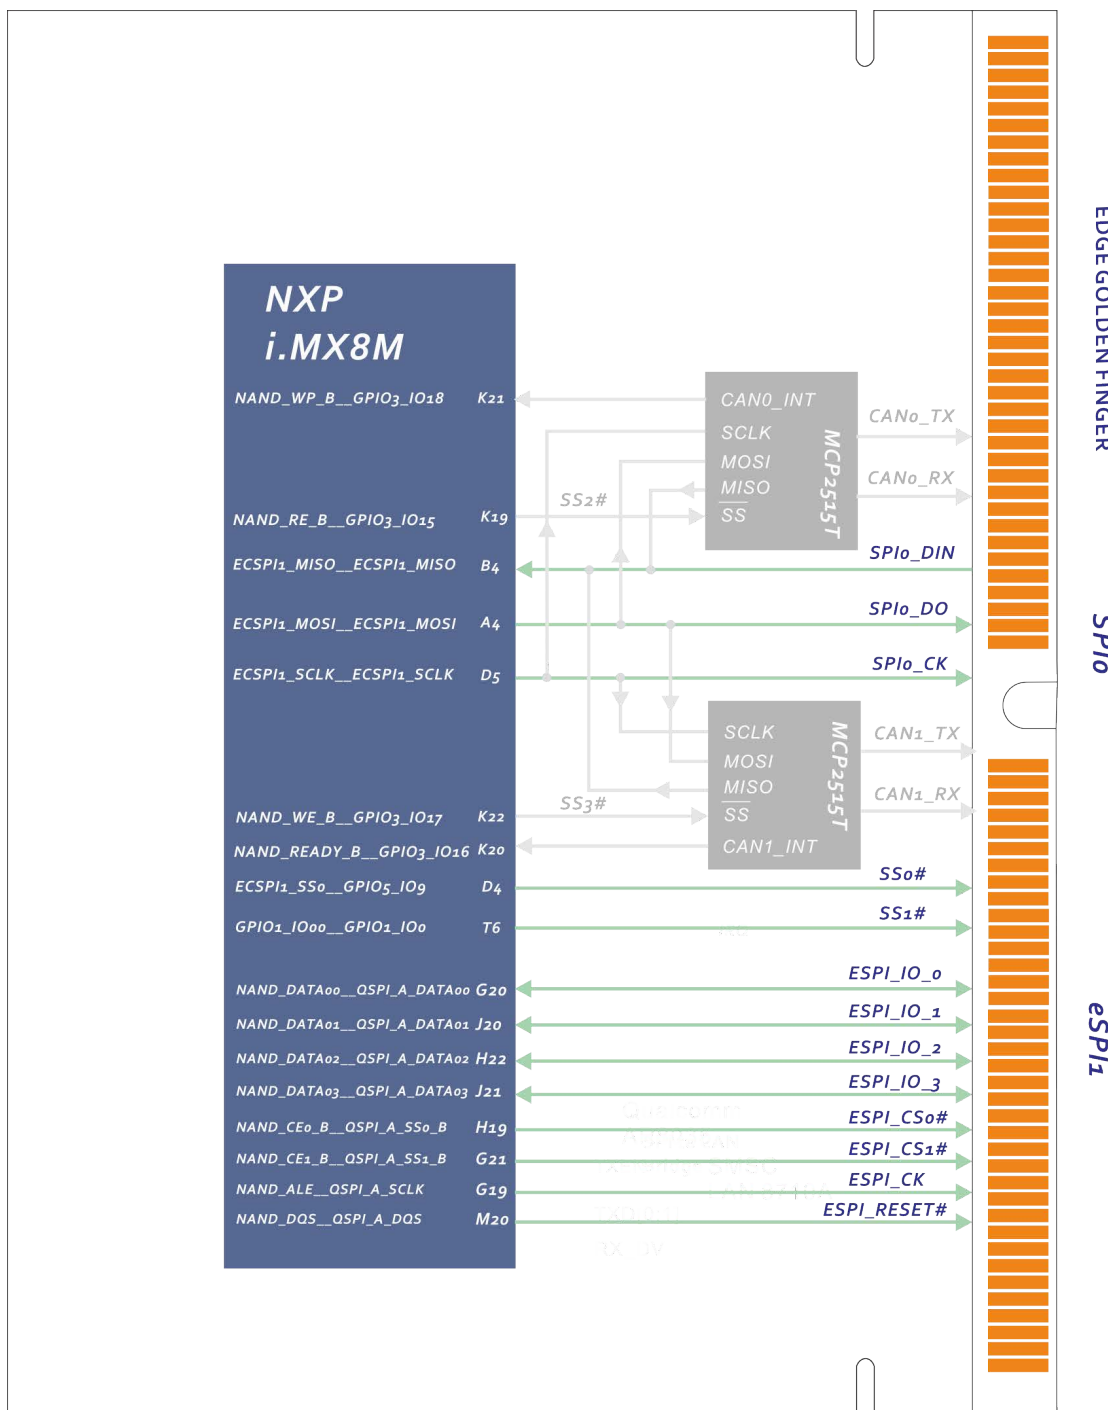 NXP
i.MX8M
NAND_WP_B__GPIO3_IO18 K21
NAND_RE_B__GPIO3_IO15 K19
ECSPI1_MISO__ECSPI1_MISO B4
ECSPI1_MOSI__ECSPI1_MOSI A4
ECSPI1_SCLK__ECSPI1_SCLK D5
NAND_WE_B__GPIO3_IO17 K22
NAND_READY_B__GPIO3_IO16 K20
ECSPI1_SS0__GPIO5_IO9 D4
GPIO1_IO00__GPIO1_IO0 T6
NAND_DATA00__QSPI_A_DATA00 G20
NAND_DATA01__QSPI_A_DATA01 J20
NAND_DATA02__QSPI_A_DATA02 H22
NAND_DATA03__QSPI_A_DATA03 J21
NAND_CE0_B__QSPI_A_SS0_B H19
NAND_CE1_B__QSPI_A_SS1_B G21
NAND_ALE__QSPI_A_SCLK G19
NAND_DQS__QSPI_A_DQS M20
SS2#
SS3#
CAN0_INT
SCLK
MOSI
MISO
SS
MCP2515T
SCLK
MOSI
MISO
SS
CAN1_INT
MCP2515T
CAN0_TX
CAN0_RX
SPI0_DIN
SPI0_DO
SPI0_CK
CAN1_TX
CAN1_RX
SS0#
SS1#
ESPI_IO_0
ESPI_IO_1
ESPI_IO_2
ESPI_IO_3
ESPI_CS0#
ESPI_CS1#
ESPI_CK
ESPI_RESET#
EDGE GOLDEN FINGER
SPI0
eSPI1